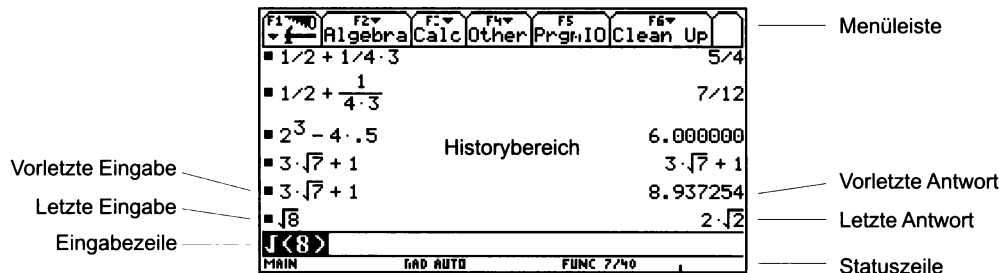 F1 F2 F3 F4 F5 F6
Algebra Calc Other PrgmIO Clean Up
Menüleiste
■ 1/2 + 1/4·3 5/4
■ 1/2 + 1/(4·3) 7/12
■ 2^3 − 4·.5 6.000000
Historybereich
■ 3·√7 + 1 3·√7 + 1
Vorletzte Eingabe
■ 3·√7 + 1 8.937254
Vorletzte Antwort
Letzte Eingabe
■ √8 2·√2
Letzte Antwort
Eingabezeile
√(8)
MAIN RAD AUTO FUNC 7/40
Statuszeile